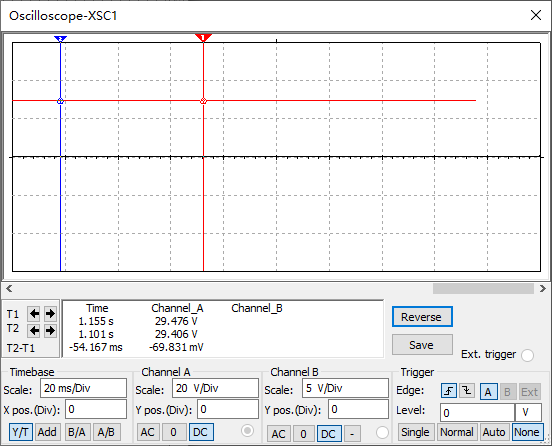 Oscilloscope-XSC1
2 1
T1
T2
T2-T1
Time Channel_A Channel_B
1.155 s 29.476 V
1.101 s 29.406 V
-54.167 ms -69.831 mV
Reverse
Save
Ext. trigger
Timebase
Scale: 20 ms/Div
X pos.(Div): 0
Y/T Add B/A A/B
Channel A
Scale: 20 V/Div
Y pos.(Div): 0
AC 0 DC
Channel B
Scale: 5 V/Div
Y pos.(Div): 0
AC 0 DC -
Trigger
Edge: A B Ext
Level: 0 V
Single Normal Auto None